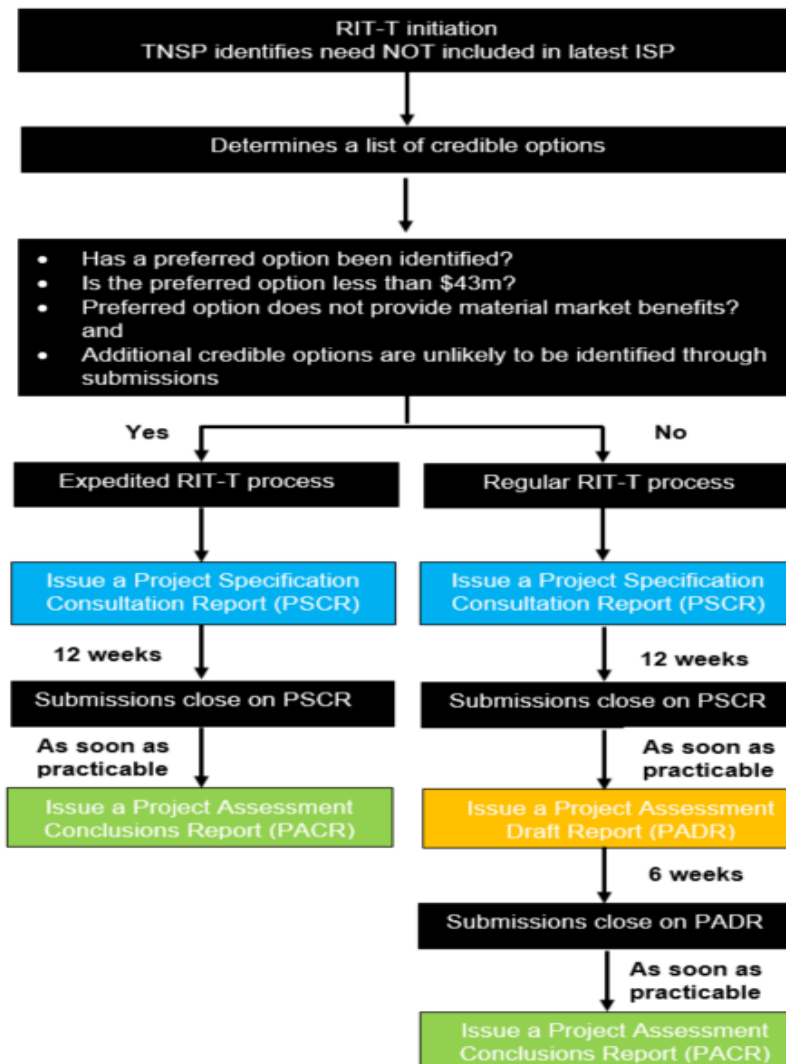 RIT-T initiation
TNSP identifies need NOT included in latest ISP
Determines a list of credible options
• Has a preferred option been identified?
• Is the preferred option less than $43m?
• Preferred option does not provide material market benefits?
and
• Additional credible options are unlikely to be identified through
submissions
Yes
No
Expedited RIT-T process
Regular RIT-T process
Issue a Project Specification
Consultation Report (PSCR)
Issue a Project Specification
Consultation Report (PSCR)
12 weeks
12 weeks
Submissions close on PSCR
Submissions close on PSCR
As soon as
practicable
As soon as
practicable
Issue a Project Assessment
Conclusions Report (PACR)
Issue a Project Assessment
Draft Report (PADR)
6 weeks
Submissions close on PADR
As soon as
practicable
Issue a Project Assessment
Conclusions Report (PACR)